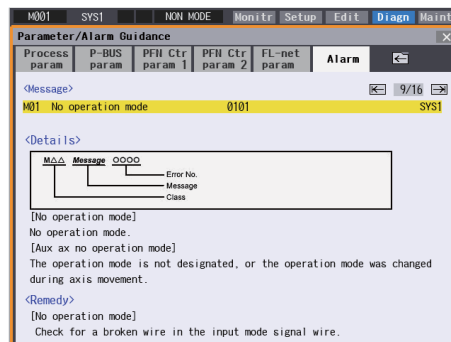 M001 SYS1 NON MODE Monitr Setup Edit Diagn Maint
Parameter/Alarm Guidance
Process param P-BUS param PFN Ctr param 1 PFN Ctr param 2 FL-net param Alarm
<Message> 9/16
M01 No operation mode 0101 SYS1
<Details>
M△△ Message ○○○○
Error No.
Message
Class
[No operation mode]
No operation mode.
[Aux ax no operation mode]
The operation mode is not designated, or the operation mode was changed
during axis movement.
<Remedy>
[No operation mode]
Check for a broken wire in the input mode signal wire.